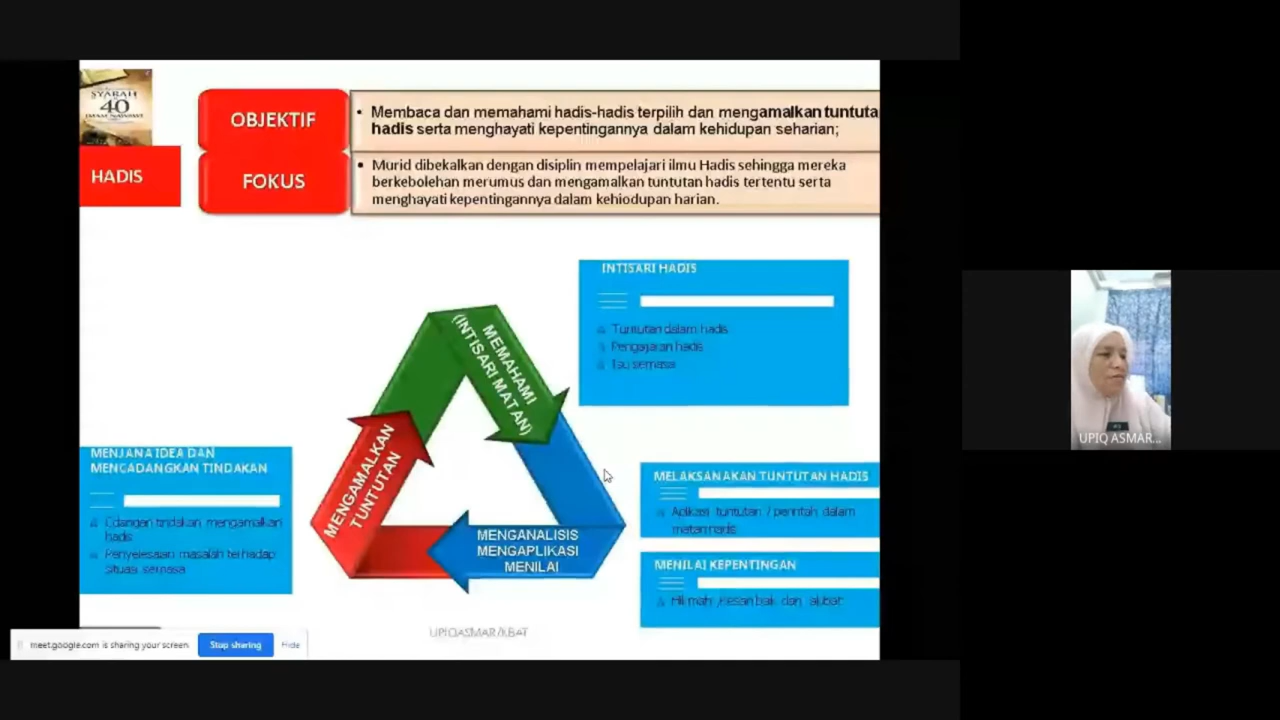 SYARAH
40
HADIS
OBJEKTIF
• Membaca dan memahami hadis-hadis terpilih dan mengamalkan tuntuta
hadis serta menghayati kepentingannya dalam kehidupan seharian;
FOKUS
• Murid dibekalkan dengan disiplin mempelajari ilmu Hadis sehingga mereka
berkebolehan merumus dan mengamalkan tuntutan hadis tertentu serta
menghayati kepentingannya dalam kehiodupan harian.
INTISARI HADIS
Tuntutan dalam hadis
Pengajaran hadis
Isu semasa
MEMAHAMI
(INTISARI MATAN)
MENGAMALKAN
TUNTUTAN
MENGANALISIS
MENGAPLIKASI
MENILAI
MENJANA IDEA DAN
MENCADANGKAN TINDAKAN
Cdangan tindakan mengamalkan
hadis
Penyelesaian masalah terhadap
situasi semasa
MELAKSANAKAN TUNTUTAN HADIS
Aplikasi tuntutan / perintah dalam
matan hadis
MENILAI KEPENTINGAN
Hikmah ,kesan baik dan akibat
UPIQASMAR/KBAT
meet.google.com is sharing your screen.
Stop sharing
Hide
UPIQ ASMAR...